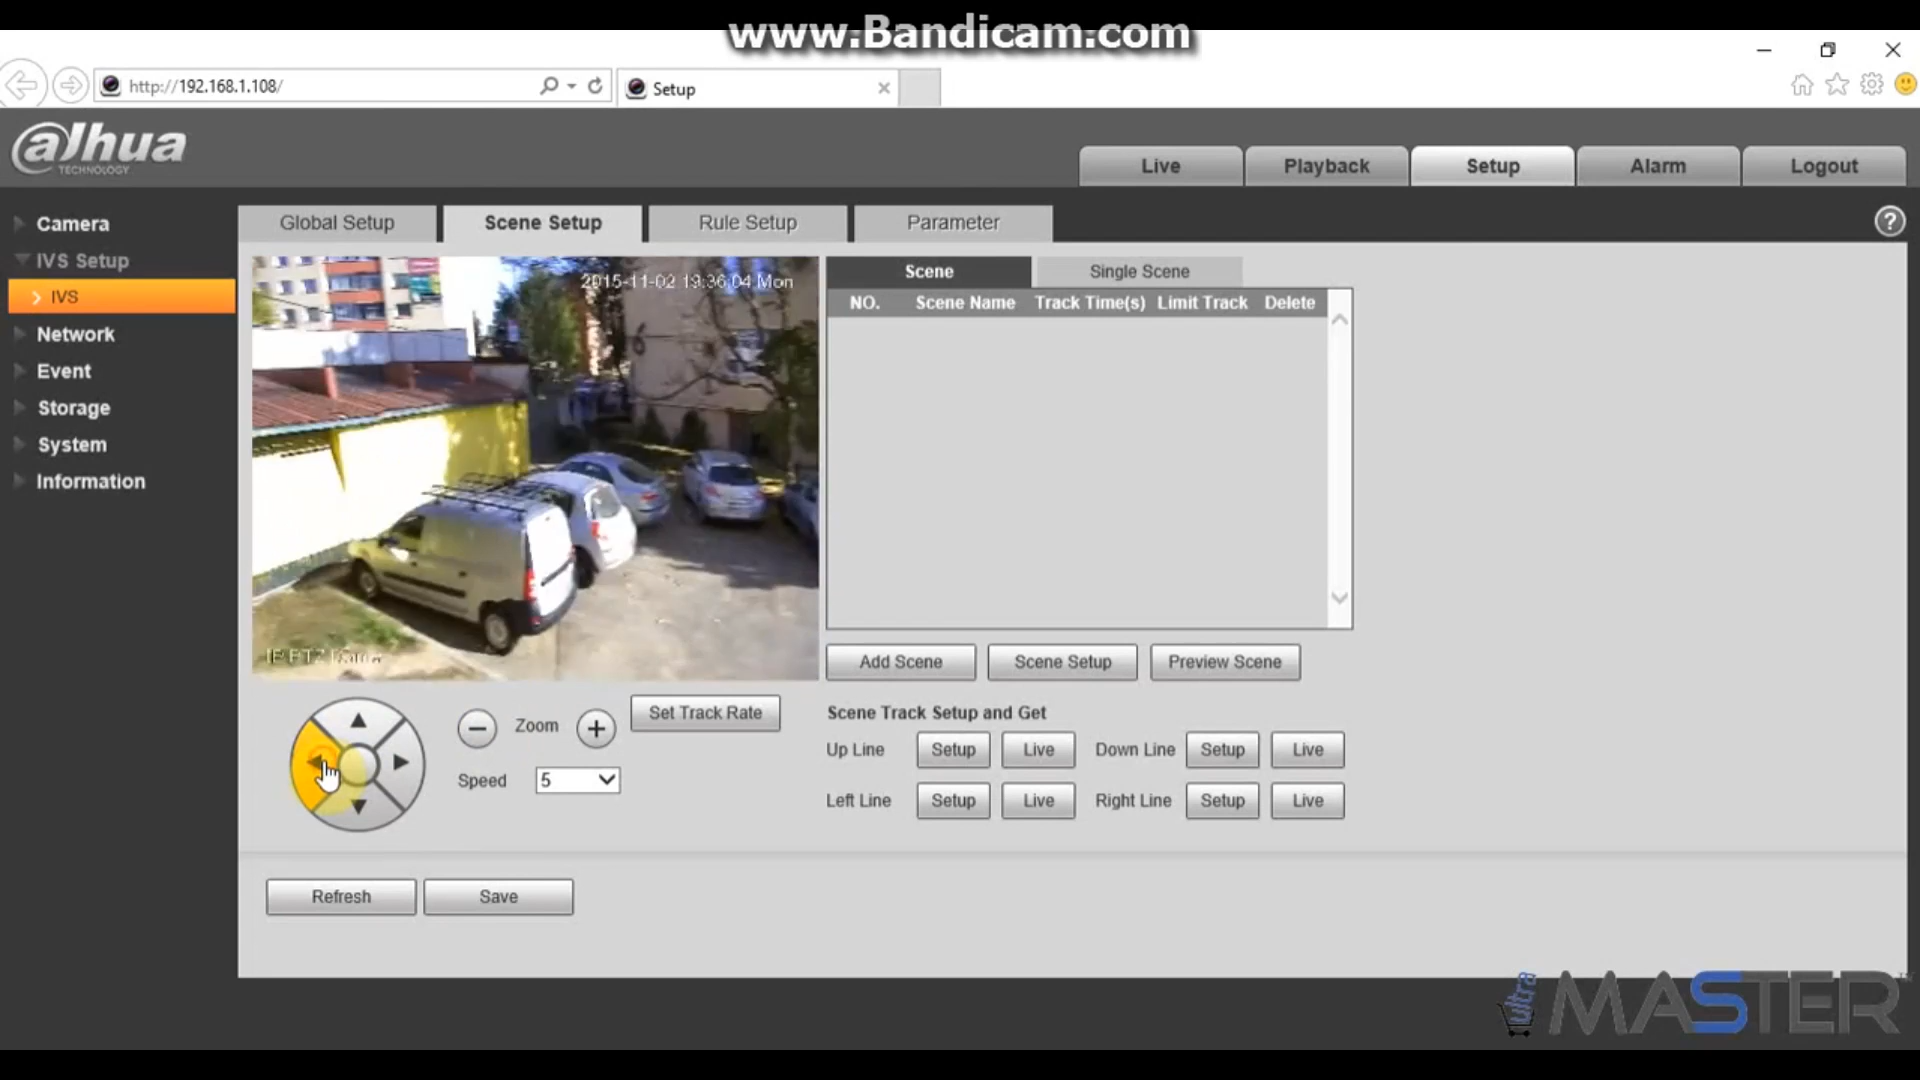 www.Bandicam.com
http://192.168.1.108/
Setup
alhua
TECHNOLOGY
Live
Playback
Setup
Alarm
Logout
Camera
IVS Setup
IVS
Network
Event
Storage
System
Information
Global Setup
Scene Setup
Rule Setup
Parameter
?
2015-11-02 19:36:04 Mon
IP PTZ
Scene
Single Scene
NO. Scene Name Track Time(s) Limit Track Delete
Add Scene
Scene Setup
Preview Scene
Zoom
Set Track Rate
Speed 5
Scene Track Setup and Get
Up Line Setup Live Down Line Setup Live
Left Line Setup Live Right Line Setup Live
Refresh
Save
ultra
MASTER